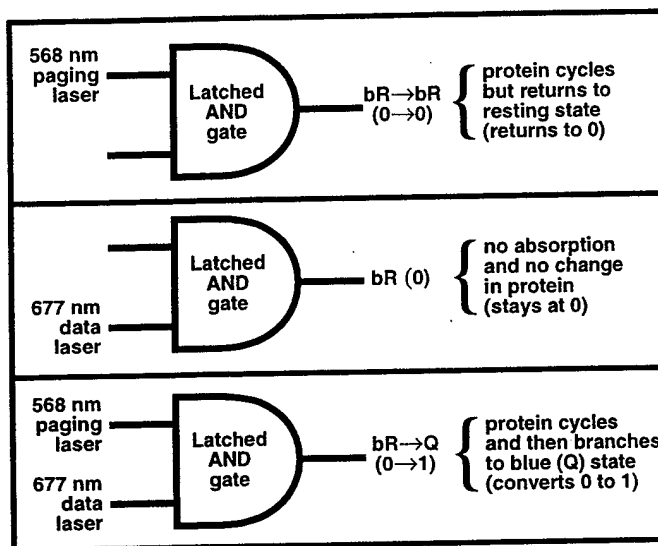 568 nm
paging
laser
Latched
AND
gate
bR→bR
(0→0)
protein cycles
but returns to
resting state
(returns to 0)
677 nm
data
laser
Latched
AND
gate
bR (0)
no absorption
and no change
in protein
(stays at 0)
568 nm
paging
laser
677 nm
data
laser
Latched
AND
gate
bR→Q
(0→1)
protein cycles
and then branches
to blue (Q) state
(converts 0 to 1)